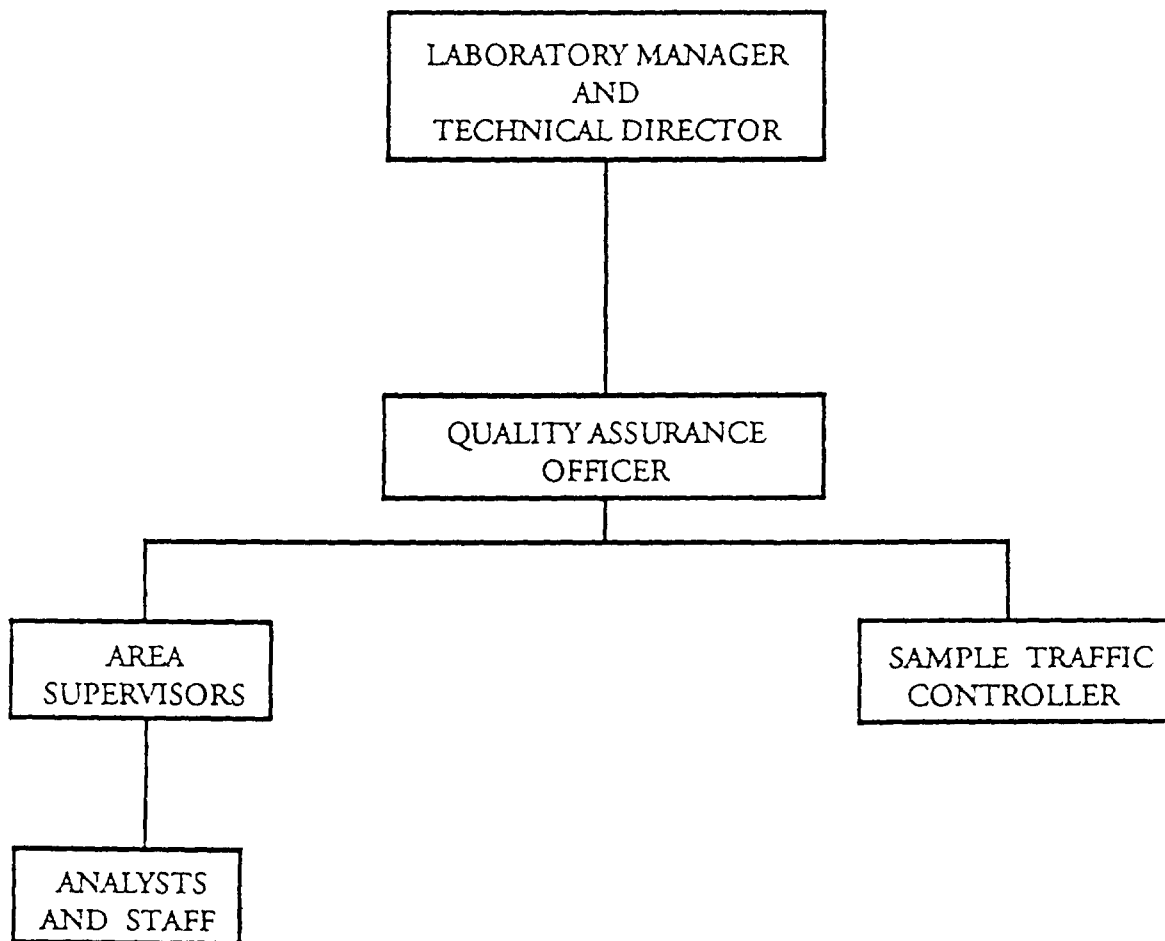 LABORATORY MANAGER
AND
TECHNICAL DIRECTOR
QUALITY ASSURANCE
OFFICER
AREA
SUPERVISORS
SAMPLE TRAFFIC
CONTROLLER
ANALYSTS
AND STAFF